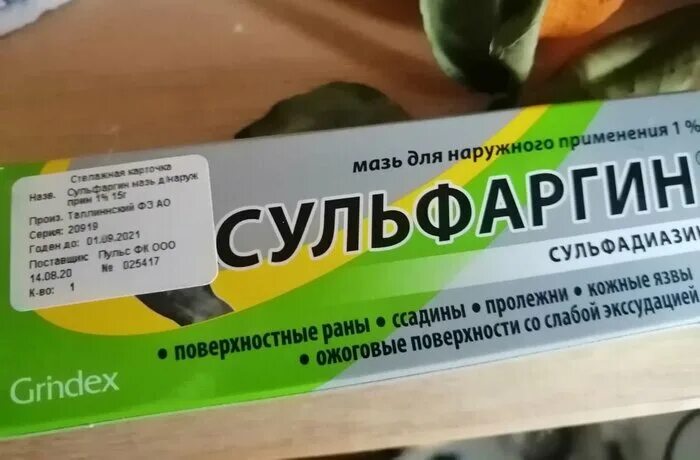 Стелажная карточка
Назв. Сульфаргин мазь д/наруж
прим 1% 15г
Произ. Таллиннский ФЗ АО
Серия: 20919
Годен до: 01.09.2021
Поставщик: Пульс ФК ООО
14.08.20 № 025417
К-во: 1
мазь для наружного применения 1 %
СУЛЬФАРГИН
СУЛЬФАДИАЗИН
• поверхностные раны • ссадины • пролежни • кожные язвы
• ожоговые поверхности со слабой экссудацией
Grindex